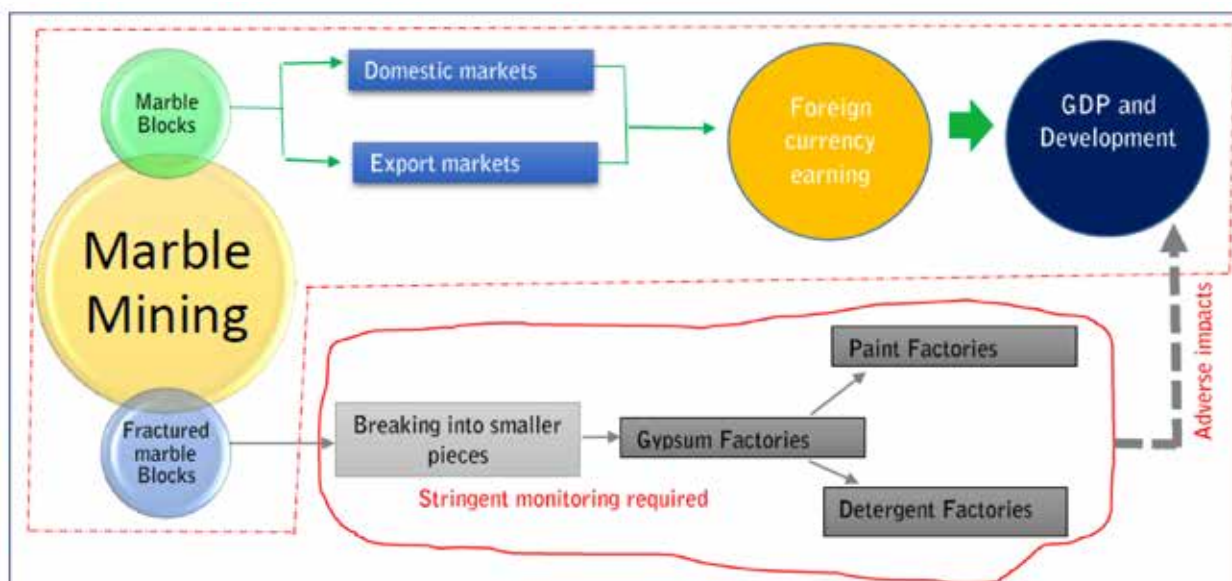 Marble
Blocks
Domestic markets
Export markets
Foreign
currency
earning
GDP and
Development
Marble
Mining
Fractured
marble
Blocks
Breaking into smaller
pieces
Gypsum Factories
Paint Factories
Detergent Factories
Stringent monitoring required
Adverse impacts